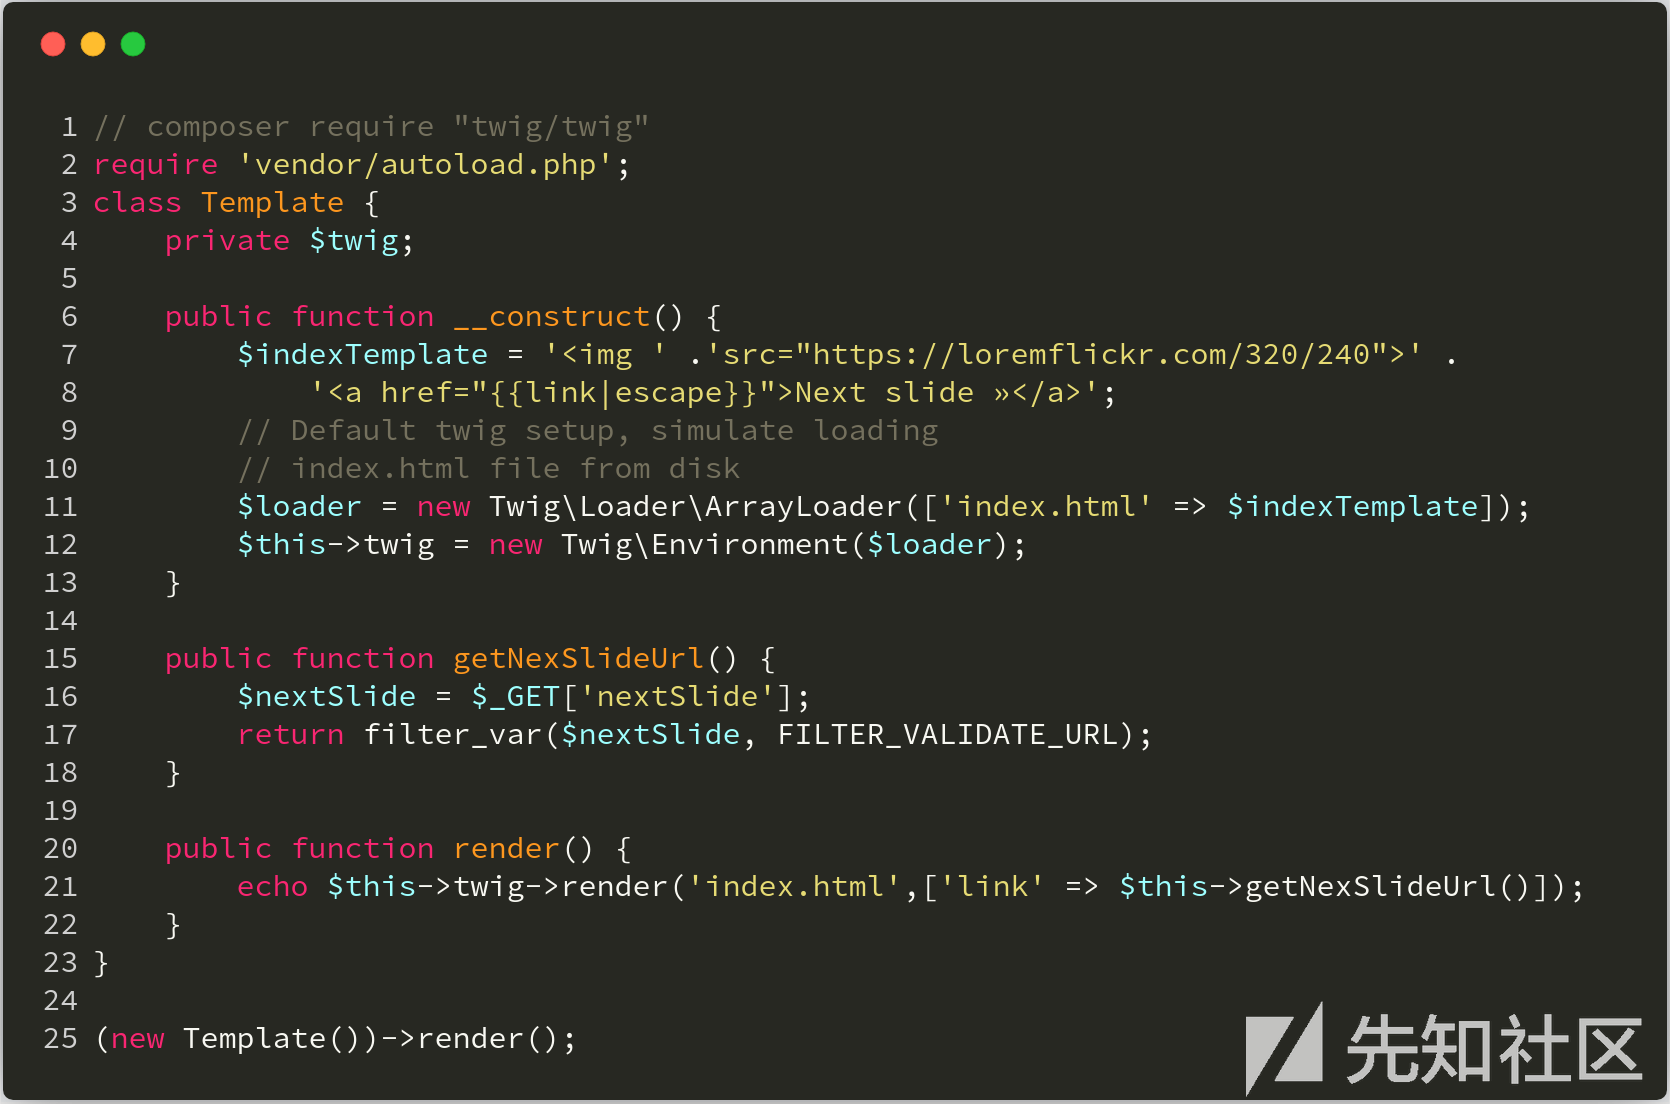 1 // composer require "twig/twig"
2 require 'vendor/autoload.php';
3 class Template {
4     private $twig;
5
6     public function __construct() {
7         $indexTemplate = '<img ' .'src="https://loremflickr.com/320/240">' .
8             '<a href="{{link|escape}}">Next slide »</a>';
9         // Default twig setup, simulate loading
10         // index.html file from disk
11         $loader = new Twig\Loader\ArrayLoader(['index.html' => $indexTemplate]);
12         $this->twig = new Twig\Environment($loader);
13     }
14
15     public function getNexSlideUrl() {
16         $nextSlide = $_GET['nextSlide'];
17         return filter_var($nextSlide, FILTER_VALIDATE_URL);
18     }
19
20     public function render() {
21         echo $this->twig->render('index.html',['link' => $this->getNexSlideUrl()]);
22     }
23 }
24
25 (new Template())->render();
先知社区